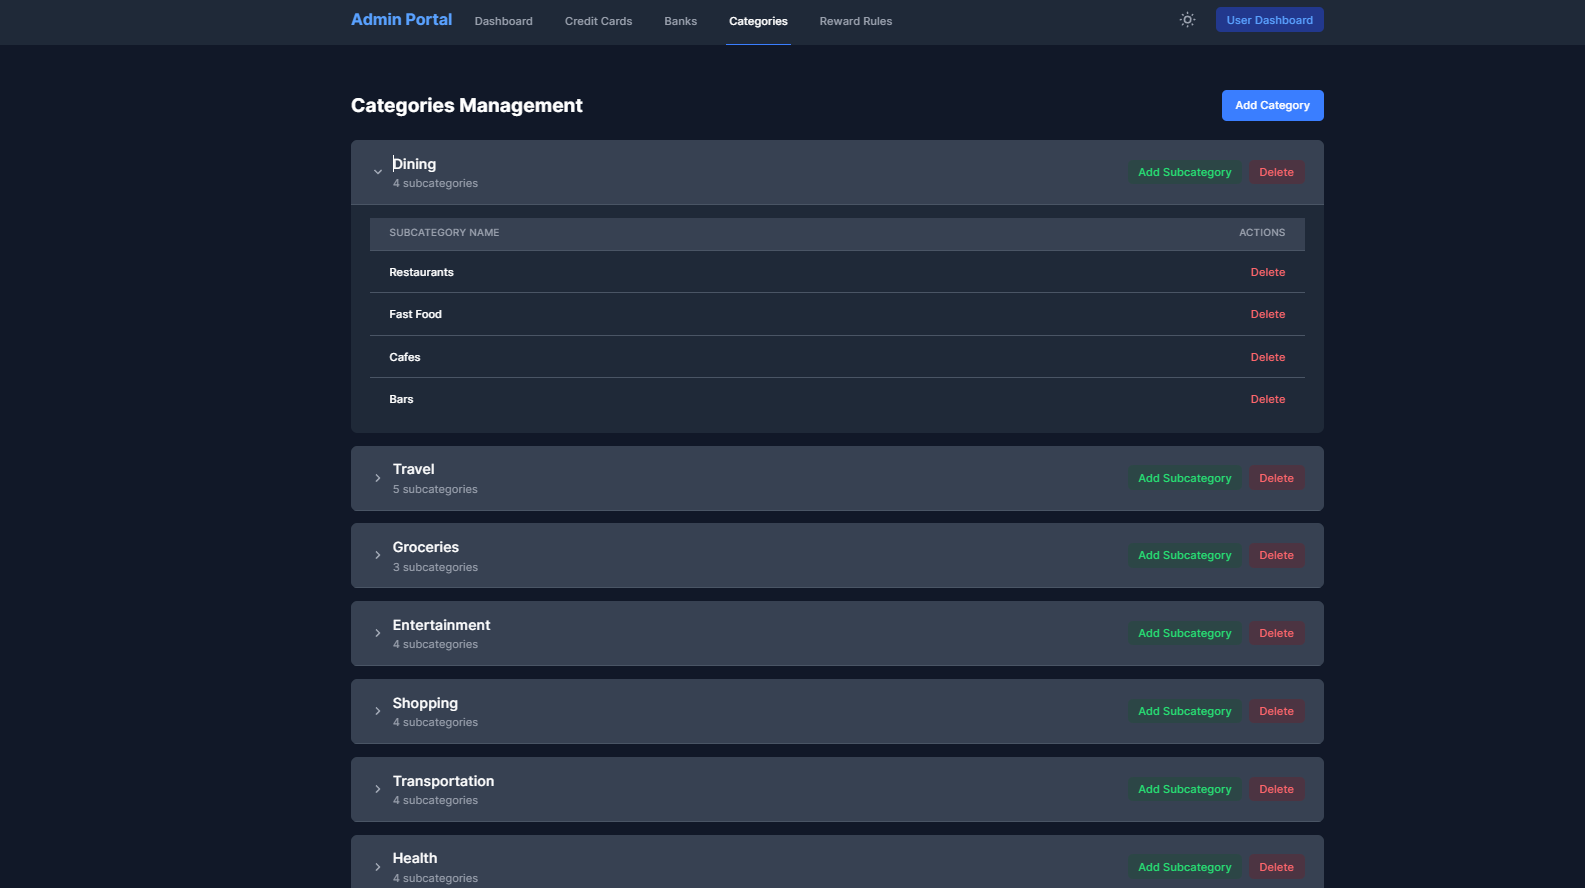 Admin Portal Dashboard Credit Cards Banks Categories Reward Rules User Dashboard
Categories Management Add Category
Dining
4 subcategories
Add Subcategory Delete
SUBCATEGORY NAME ACTIONS
Restaurants Delete
Fast Food Delete
Cafes Delete
Bars Delete
Travel
5 subcategories
Add Subcategory Delete
Groceries
3 subcategories
Add Subcategory Delete
Entertainment
4 subcategories
Add Subcategory Delete
Shopping
4 subcategories
Add Subcategory Delete
Transportation
4 subcategories
Add Subcategory Delete
Health
4 subcategories
Add Subcategory Delete